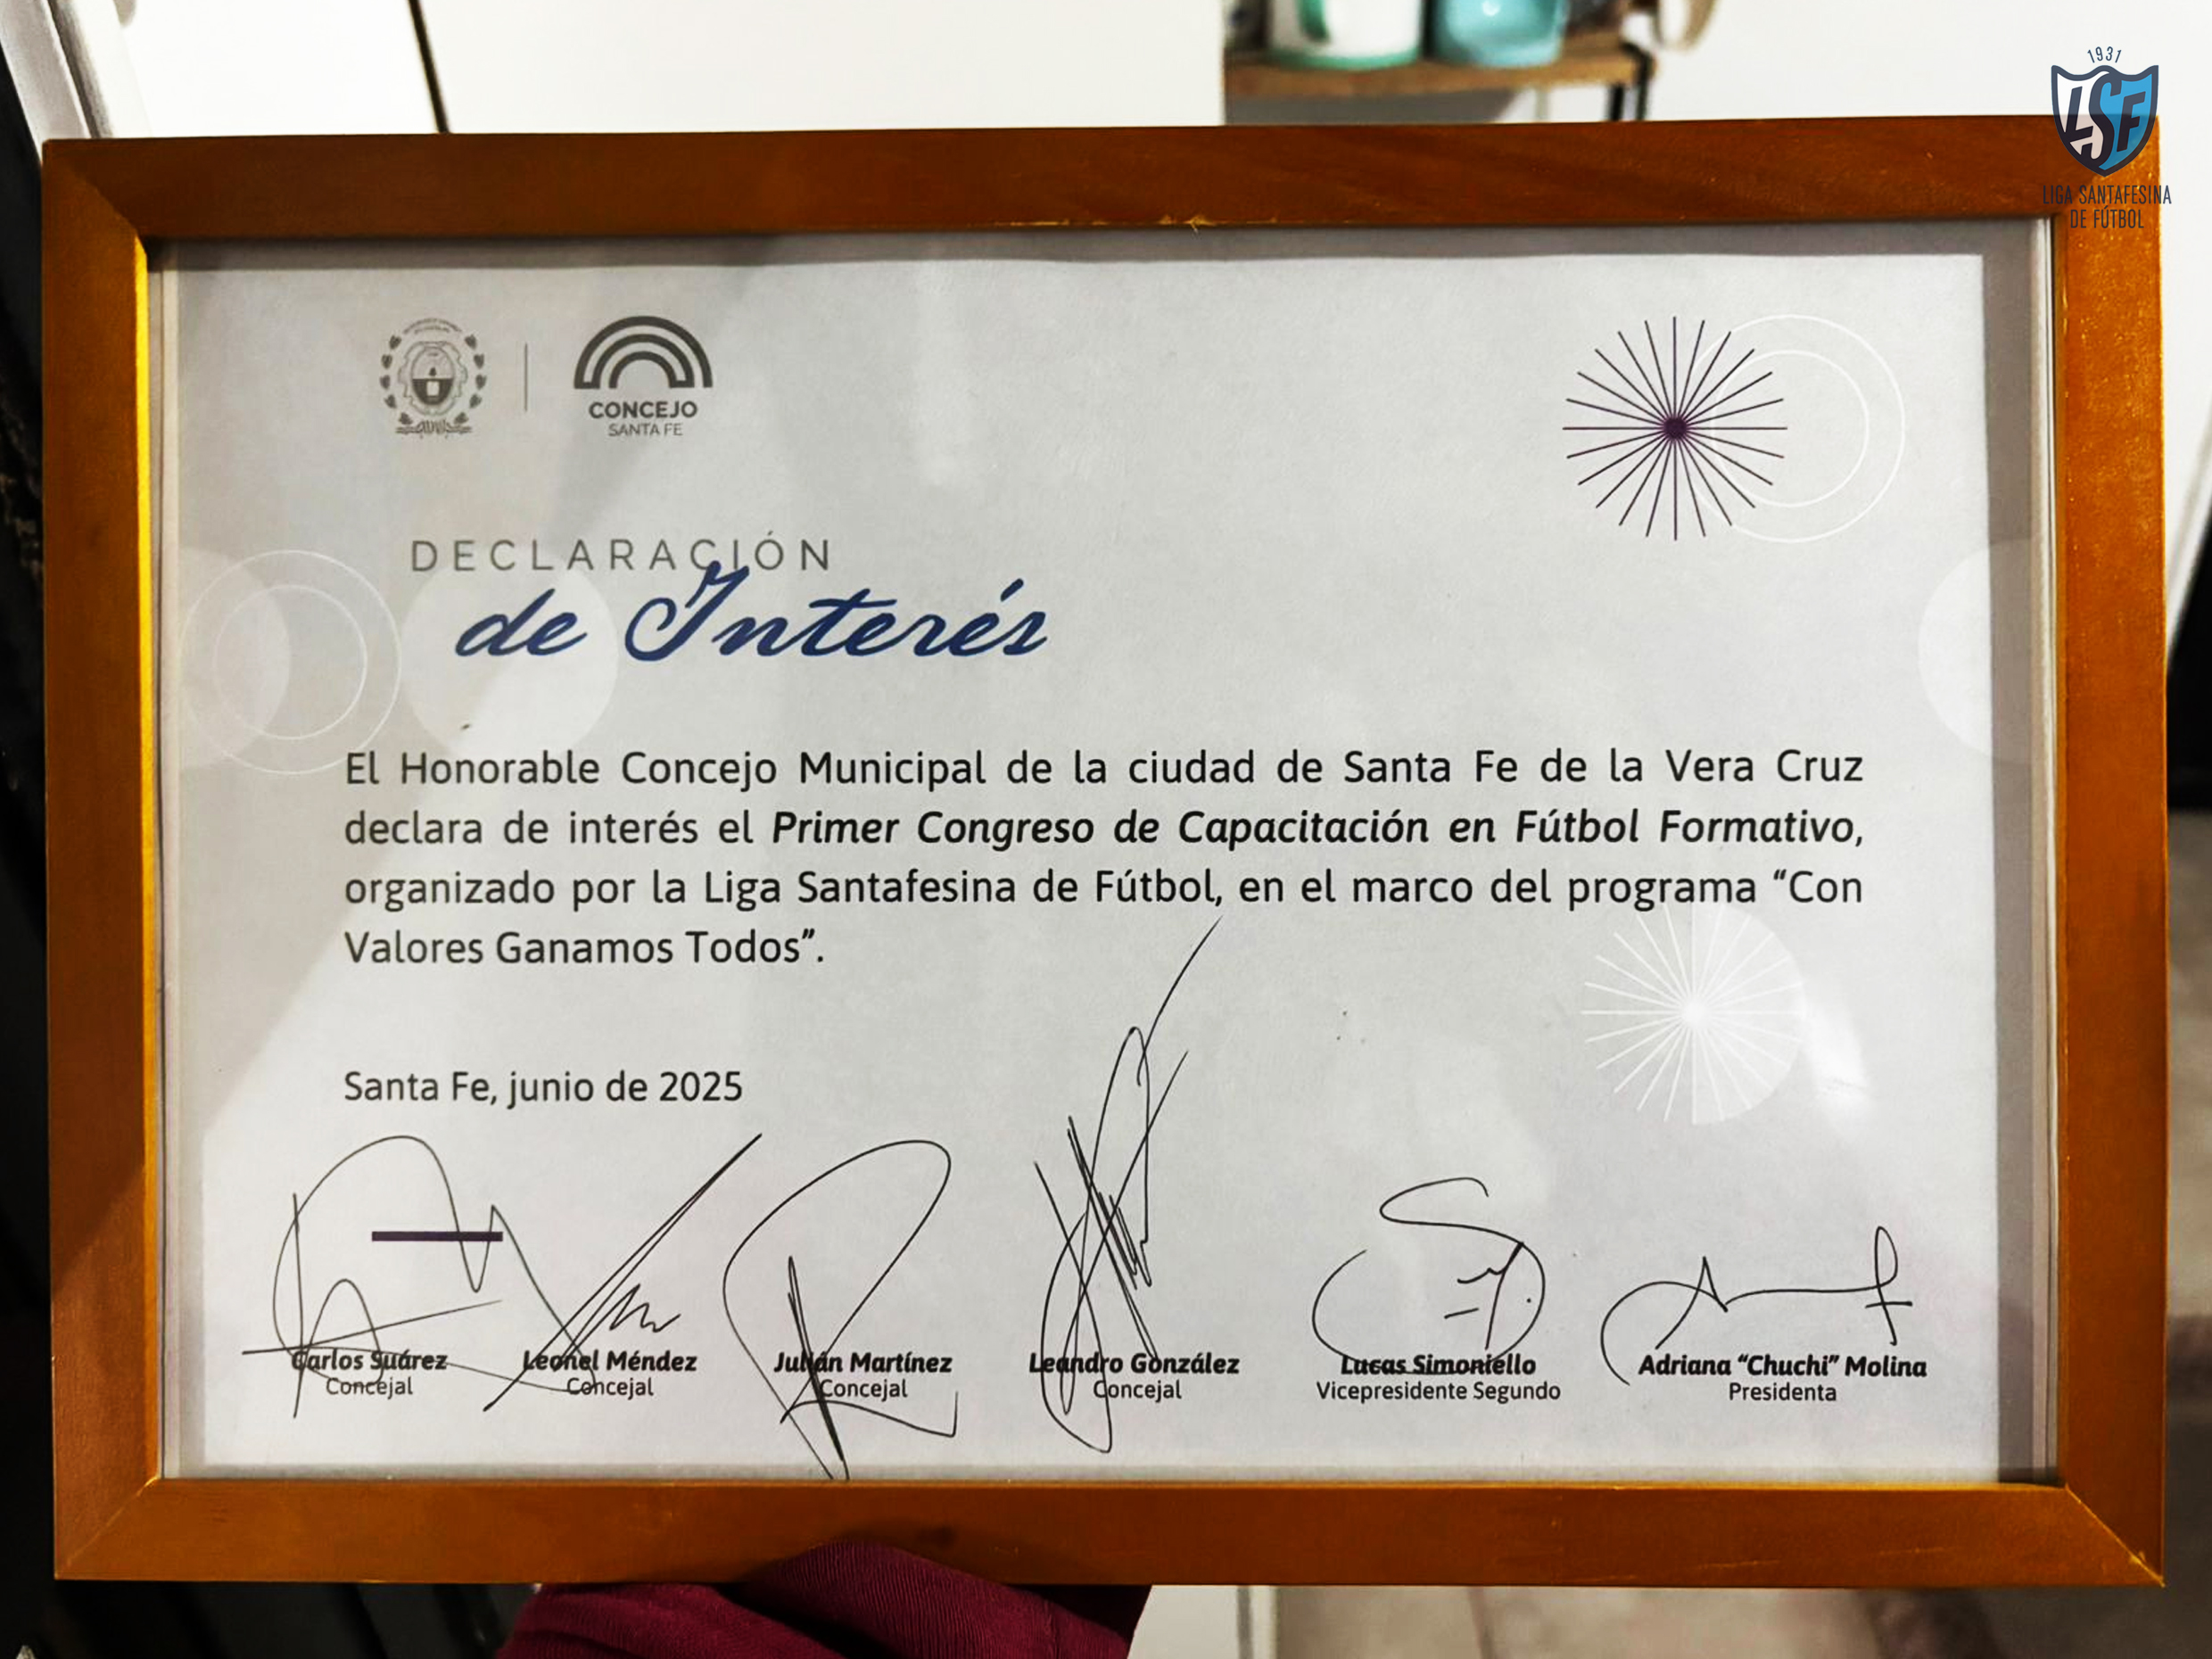 1931
LSF
LIGA SANTAFESINA
DE FÚTBOL
CONCEJO
SANTA FE
DECLARACIÓN
de Interés
El Honorable Concejo Municipal de la ciudad de Santa Fe de la Vera Cruz
declara de interés el Primer Congreso de Capacitación en Fútbol Formativo,
organizado por la Liga Santafesina de Fútbol, en el marco del programa “Con
Valores Ganamos Todos”.
Santa Fe, junio de 2025
Carlos Suárez
Concejal
Leonel Méndez
Concejal
Julián Martínez
Concejal
Leandro González
Concejal
Lucas Simoniello
Vicepresidente Segundo
Adriana “Chuchi” Molina
Presidenta